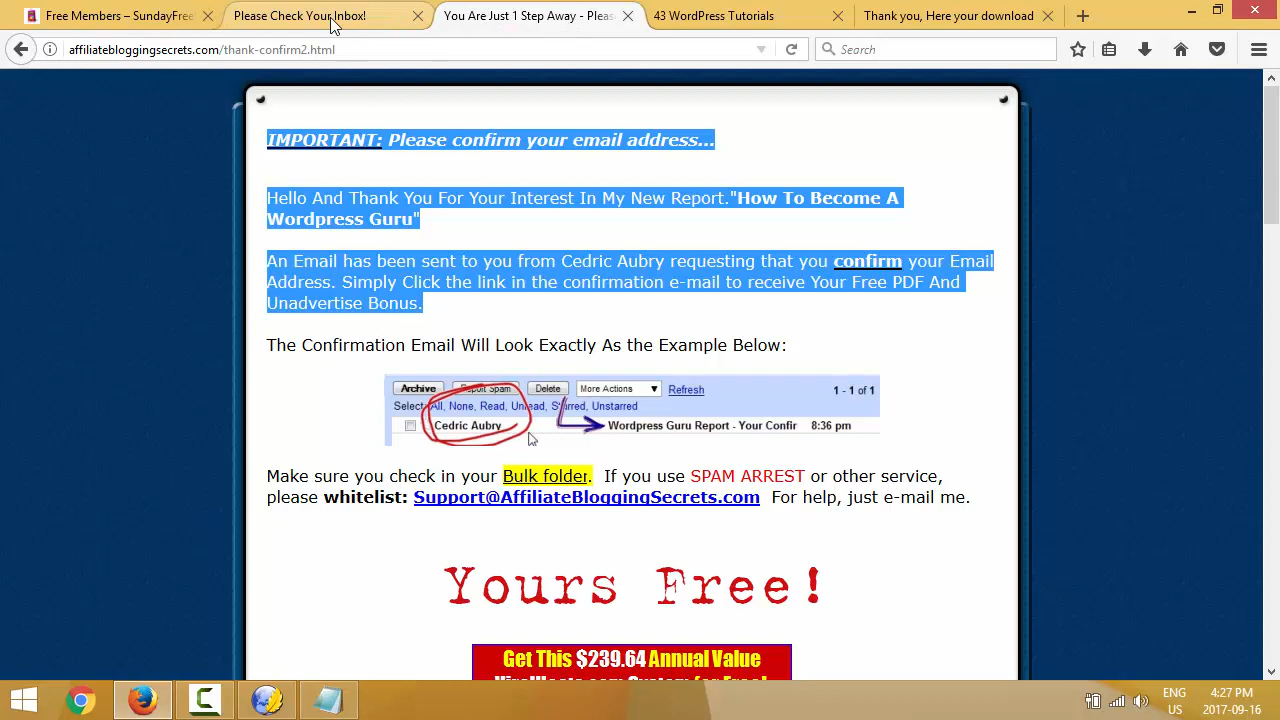 Free Members – SundayFree
Please Check Your Inbox!
You Are Just 1 Step Away - Pleas
43 WordPress Tutorials
Thank you, Here your download
affiliatebloggingsecrets.com/thank-confirm2.html
Search
IMPORTANT: Please confirm your email address...
Hello And Thank You For Your Interest In My New Report."How To Become A
Wordpress Guru"
An Email has been sent to you from Cedric Aubry requesting that you confirm your Email
Address. Simply Click the link in the confirmation e-mail to receive Your Free PDF And
Unadvertise Bonus.
The Confirmation Email Will Look Exactly As the Example Below:
Archive Report Spam Delete More Actions Refresh 1 - 1 of 1
Select: All, None, Read, Unread, Starred, Unstarred
Cedric Aubry Wordpress Guru Report - Your Confir 8:36 pm
Make sure you check in your Bulk folder. If you use SPAM ARREST or other service,
please whitelist: Support@AffiliateBloggingSecrets.com For help, just e-mail me.
Yours Free!
Get This $239.64 Annual Value
ENG 4:27 PM
US 2017-09-16